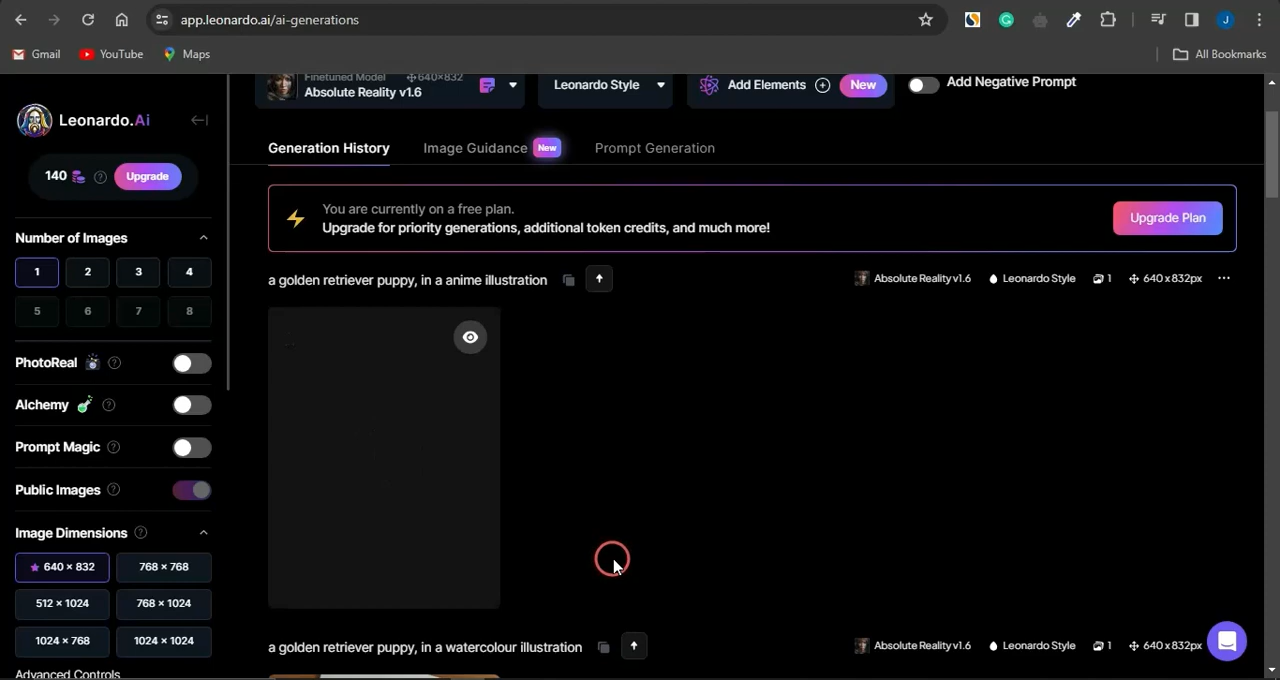 app.leonardo.ai/ai-generations
J
Gmail
YouTube
Maps
All Bookmarks
Leonardo.Ai
140
Upgrade
Number of Images
1
2
3
4
5
6
7
8
PhotoReal
Alchemy
Prompt Magic
Public Images
Image Dimensions
640 × 832
768 × 768
512 × 1024
768 × 1024
1024 × 768
1024 × 1024
Advanced Controls
Finetuned Model
640×832
Absolute Reality v1.6
Leonardo Style
Add Elements
New
Add Negative Prompt
Generation History
Image Guidance
New
Prompt Generation
You are currently on a free plan.
Upgrade for priority generations, additional token credits, and much more!
Upgrade Plan
a golden retriever puppy, in a anime illustration
Absolute Reality v1.6
Leonardo Style
1
640 x 832px
a golden retriever puppy, in a watercolour illustration
Absolute Reality v1.6
Leonardo Style
1
640 x 832px